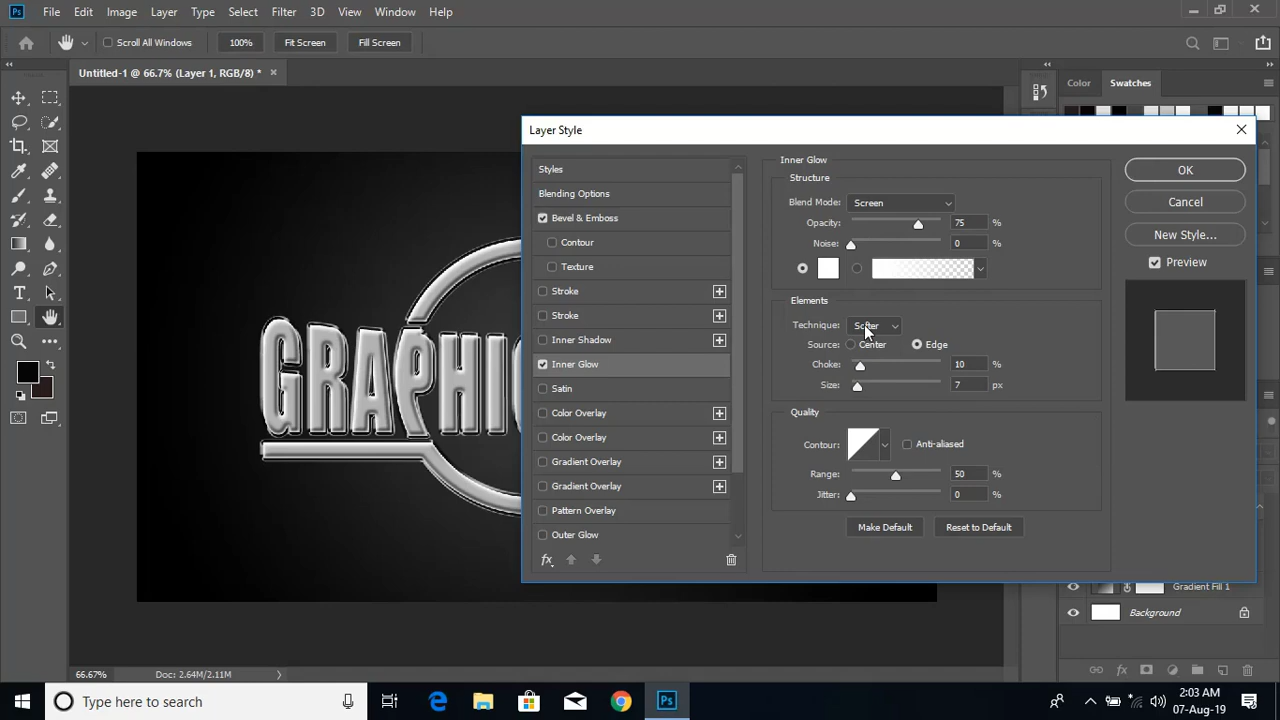 Ps File Edit Image Layer Type Select Filter 3D View Window Help
Scroll All Windows 100% Fit Screen Fill Screen
Untitled-1 @ 66.7% (Layer 1, RGB/8) * ×
Color Swatches
Layer Style
Styles
Blending Options
Bevel & Emboss
Contour
Texture
Stroke
Stroke
Inner Shadow
Inner Glow
Satin
Color Overlay
Color Overlay
Gradient Overlay
Gradient Overlay
Pattern Overlay
Outer Glow
fx
Inner Glow
Structure
Blend Mode: Screen
Opacity: 75 %
Noise: 0 %
Elements
Technique: Softer
Source: Center Edge
Choke: 10 %
Size: 7 px
Quality
Contour: Anti-aliased
Range: 50 %
Jitter: 0 %
Make Default Reset to Default
OK
Cancel
New Style...
Preview
GRAPHIC
Gradient Fill 1
Background
fx
66.67% Doc: 2.64M/2.11M
Type here to search
Ps
2:03 AM
07-Aug-19